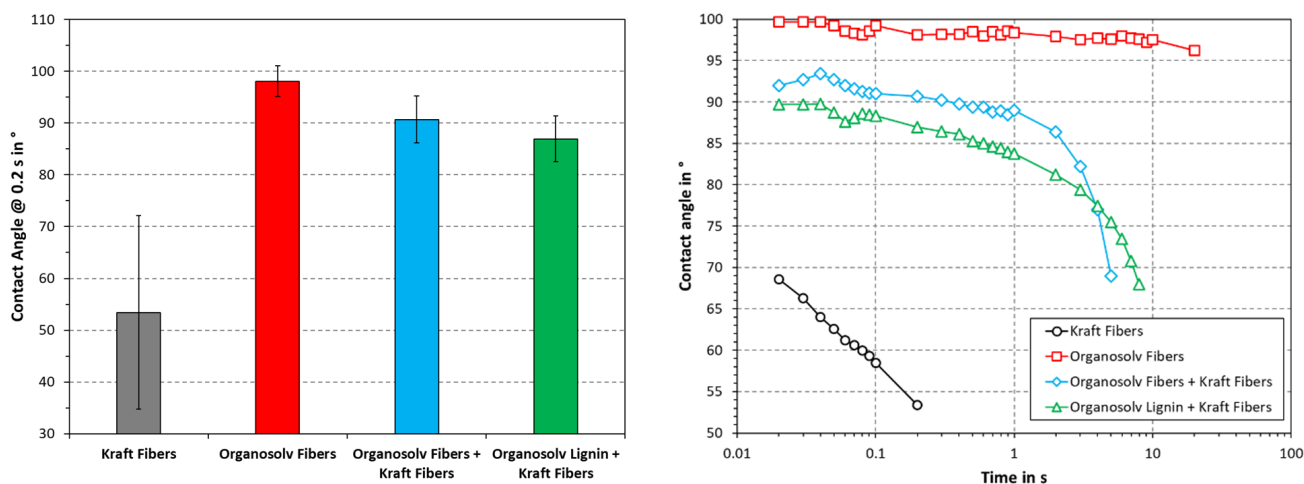 110
100
90
80
70
60
50
40
30
Contact Angle @ 0.2 s in °
Kraft Fibers
Organosolv Fibers
Organosolv Fibers +
Kraft Fibers
Organosolv Lignin +
Kraft Fibers
100
95
90
85
80
75
70
65
60
55
50
Contact angle in °
0.01
0.1
1
10
100
Time in s
Kraft Fibers
Organosolv Fibers
Organosolv Fibers + Kraft Fibers
Organosolv Lignin + Kraft Fibers